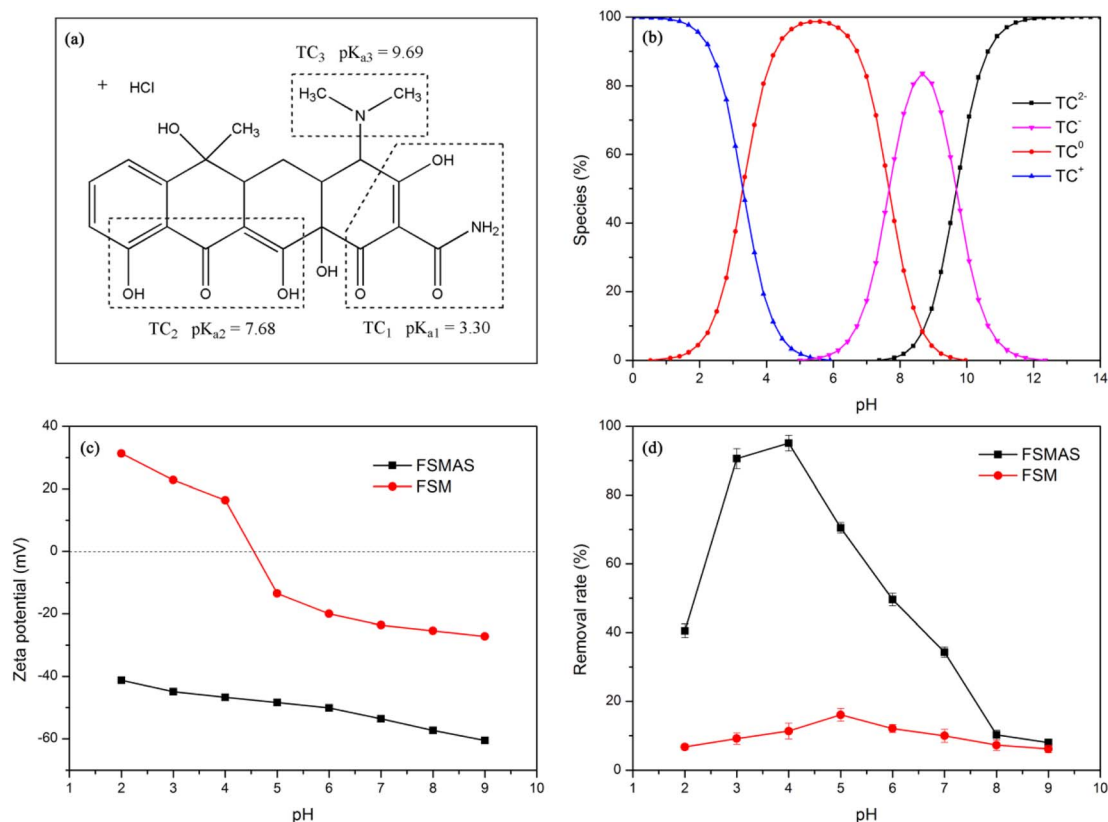 (a)
TC₃ pKₐ₃ = 9.69
+ HCl
H₃C CH₃
N
HO CH₃
OH
NH₂
OH
OH O OH O O
TC₂ pKₐ₂ = 7.68
TC₁ pKₐ₁ = 3.30
(b)
Species (%)
100
80
60
40
20
0
0 2 4 6 8 10 12 14
pH
TC²⁻
TC⁻
TC⁰
TC⁺
(c)
Zeta potential (mV)
40
20
0
-20
-40
-60
1 2 3 4 5 6 7 8 9 10
pH
FSMAS
FSM
(d)
Removal rate (%)
100
80
60
40
20
0
1 2 3 4 5 6 7 8 9 10
pH
FSMAS
FSM